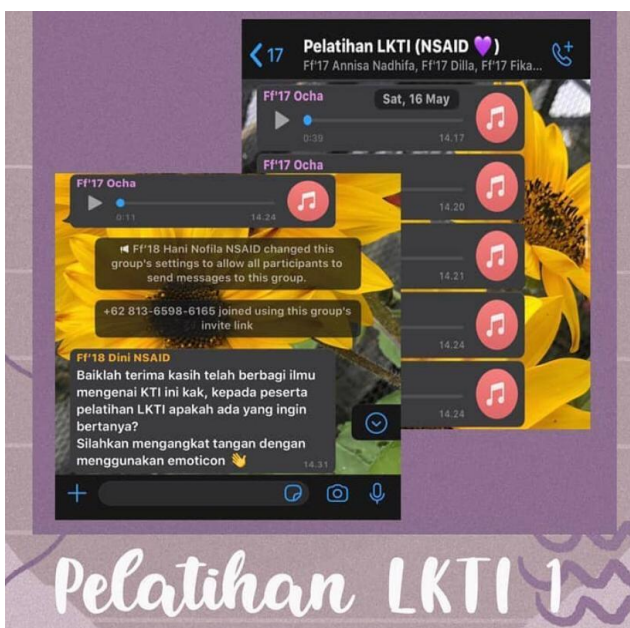 17
Pelatihan LKTI (NSAID 💜)
Ff'17 Annisa Nadhifa, Ff'17 Dilla, Ff'17 Fika...
Ff'17 Ocha
Sat, 16 May
0:39
14.17
Ff'17 Ocha
14.20
14.21
14.24
14.24
Ff'17 Ocha
0:11
14.24
Ff'18 Hani Nofila NSAID changed this
group's settings to allow all participants to
send messages to this group.
+62 813-6598-6165 joined using this group's
invite link
Ff'18 Dini NSAID
Baiklah terima kasih telah berbagi ilmu
mengenai KTI ini kak, kepada peserta
pelatihan LKTI apakah ada yang ingin
bertanya?
Silahkan mengangkat tangan dengan
menggunakan emoticon 👋
14.31
Pelatihan LKTI 1